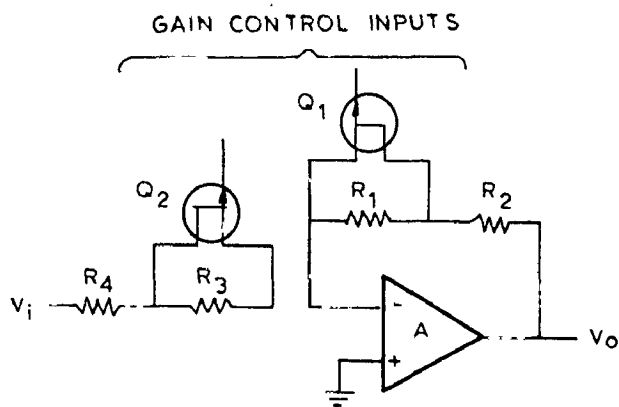 GAIN CONTROL INPUTS
Q1
Q2
R1
R2
R4
R3
Vi
-
A
+
Vo